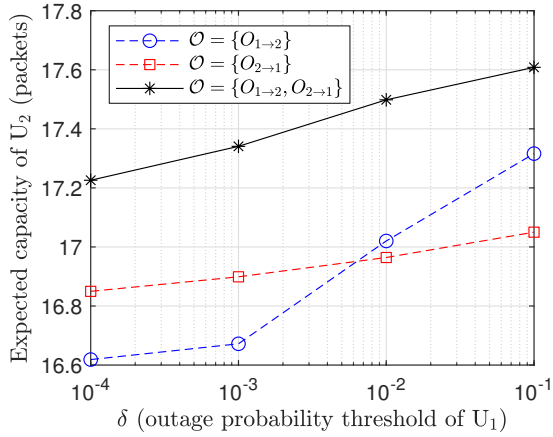 17.8
17.6
17.4
17.2
17
16.8
16.6
Expected capacity of U₂ (packets)
𝒪 = {O₁→₂}
𝒪 = {O₂→₁}
𝒪 = {O₁→₂, O₂→₁}
10⁻⁴ 10⁻³ 10⁻² 10⁻¹
δ (outage probability threshold of U₁)